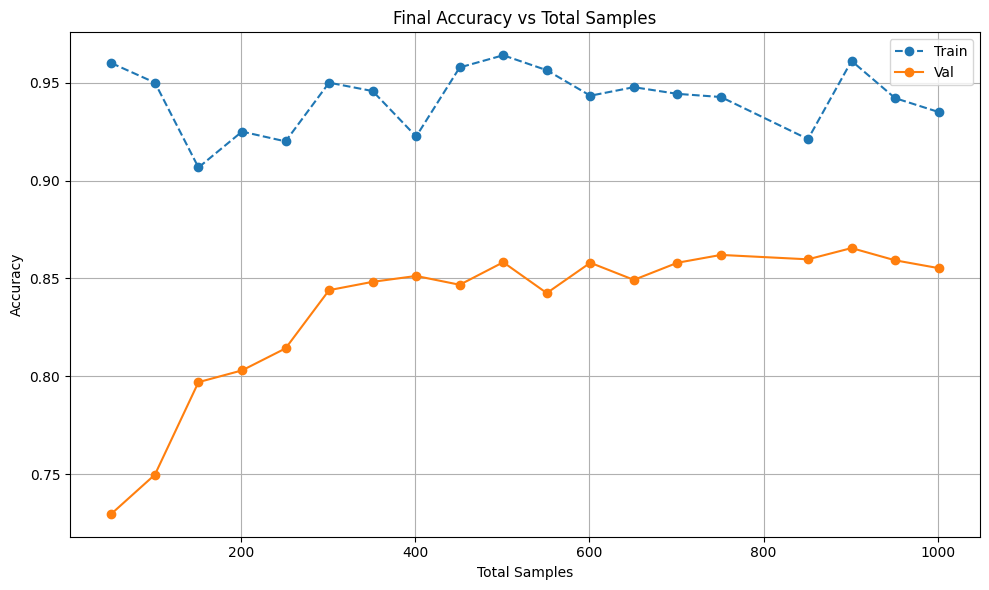 Final Accuracy vs Total Samples
Train
Val
0.95
0.90
0.85
0.80
0.75
Accuracy
200
400
600
800
1000
Total Samples